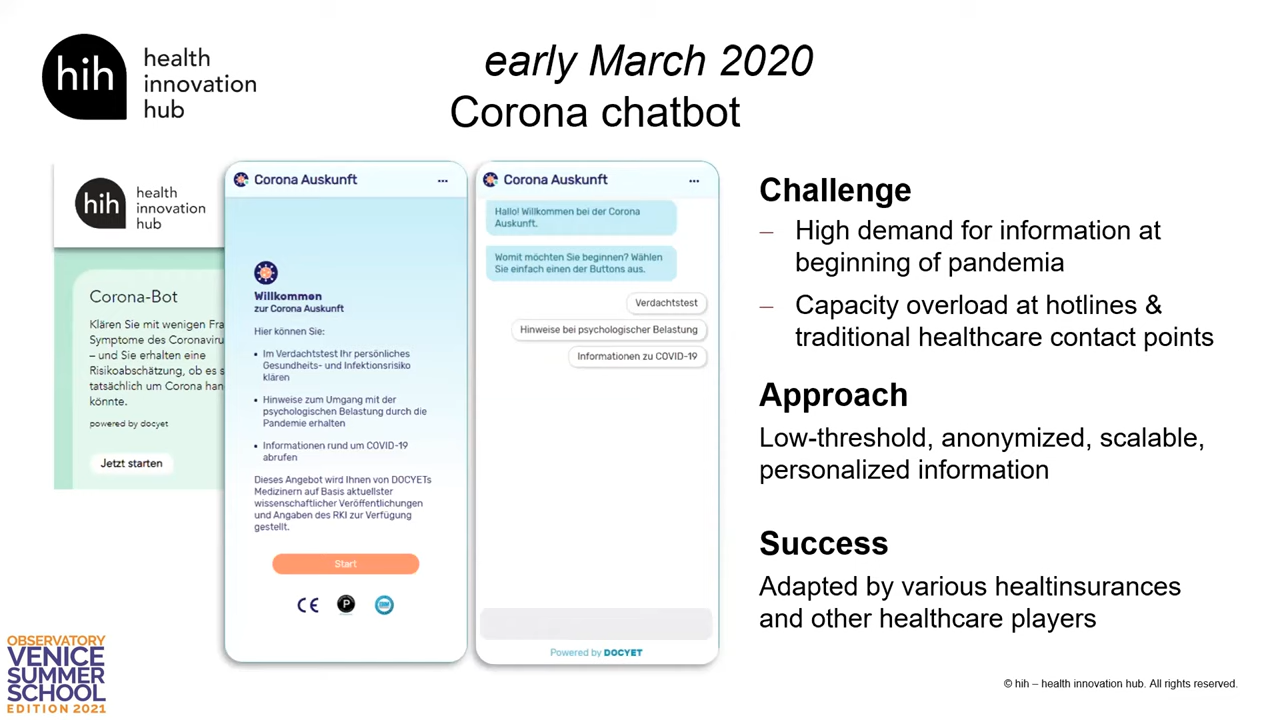 hih
health
innovation
hub
early March 2020
Corona chatbot
hih
health
innovation
hub
Corona-Bot
Klären Sie mit wenigen Fra
Symptome des Coronaviru
– und Sie erhalten eine
Risikoabschätzung, ob es s
tatsächlich um Corona han
könnte.
powered by docyet
Jetzt starten
Corona Auskunft
Willkommen
zur Corona Auskunft
Hier können Sie:
• Im Verdachtstest Ihr persönliches
Gesundheits- und Infektionsrisiko
klären
• Hinweise zum Umgang mit der
psychologischen Belastung durch die
Pandemie erhalten
• Informationen rund um COVID-19
abrufen
Dieses Angebot wird Ihnen von DOCYETs
Medizinern auf Basis aktuellster
wissenschaftlicher Veröffentlichungen
und Angaben des RKI zur Verfügung
gestellt.
Start
CE
P
Corona Auskunft
Hallo! Willkommen bei der Corona
Auskunft.
Womit möchten Sie beginnen? Wählen
Sie einfach einen der Buttons aus.
Verdachtstest
Hinweise bei psychologischer Belastung
Informationen zu COVID-19
Powered by DOCYET
Challenge
– High demand for information at
beginning of pandemia
– Capacity overload at hotlines &
traditional healthcare contact points
Approach
Low-threshold, anonymized, scalable,
personalized information
Success
Adapted by various healtinsurances
and other healthcare players
OBSERVATORY
VENICE
SUMMER
SCHOOL
EDITION 2021
© hih – health innovation hub. All rights reserved.